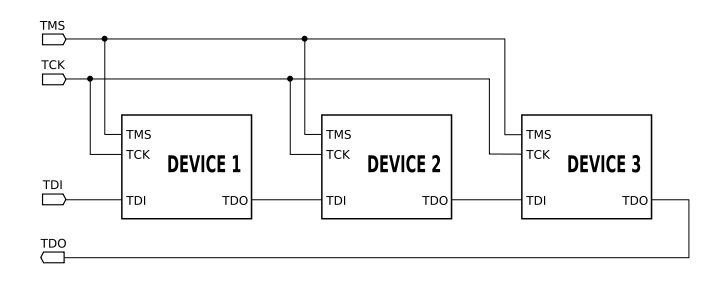 TMS
TCK
TMS
TCK
DEVICE 1
TDI
TDO
TMS
TCK
DEVICE 2
TDI
TDO
TMS
TCK
DEVICE 3
TDI
TDO
TDI
TDO